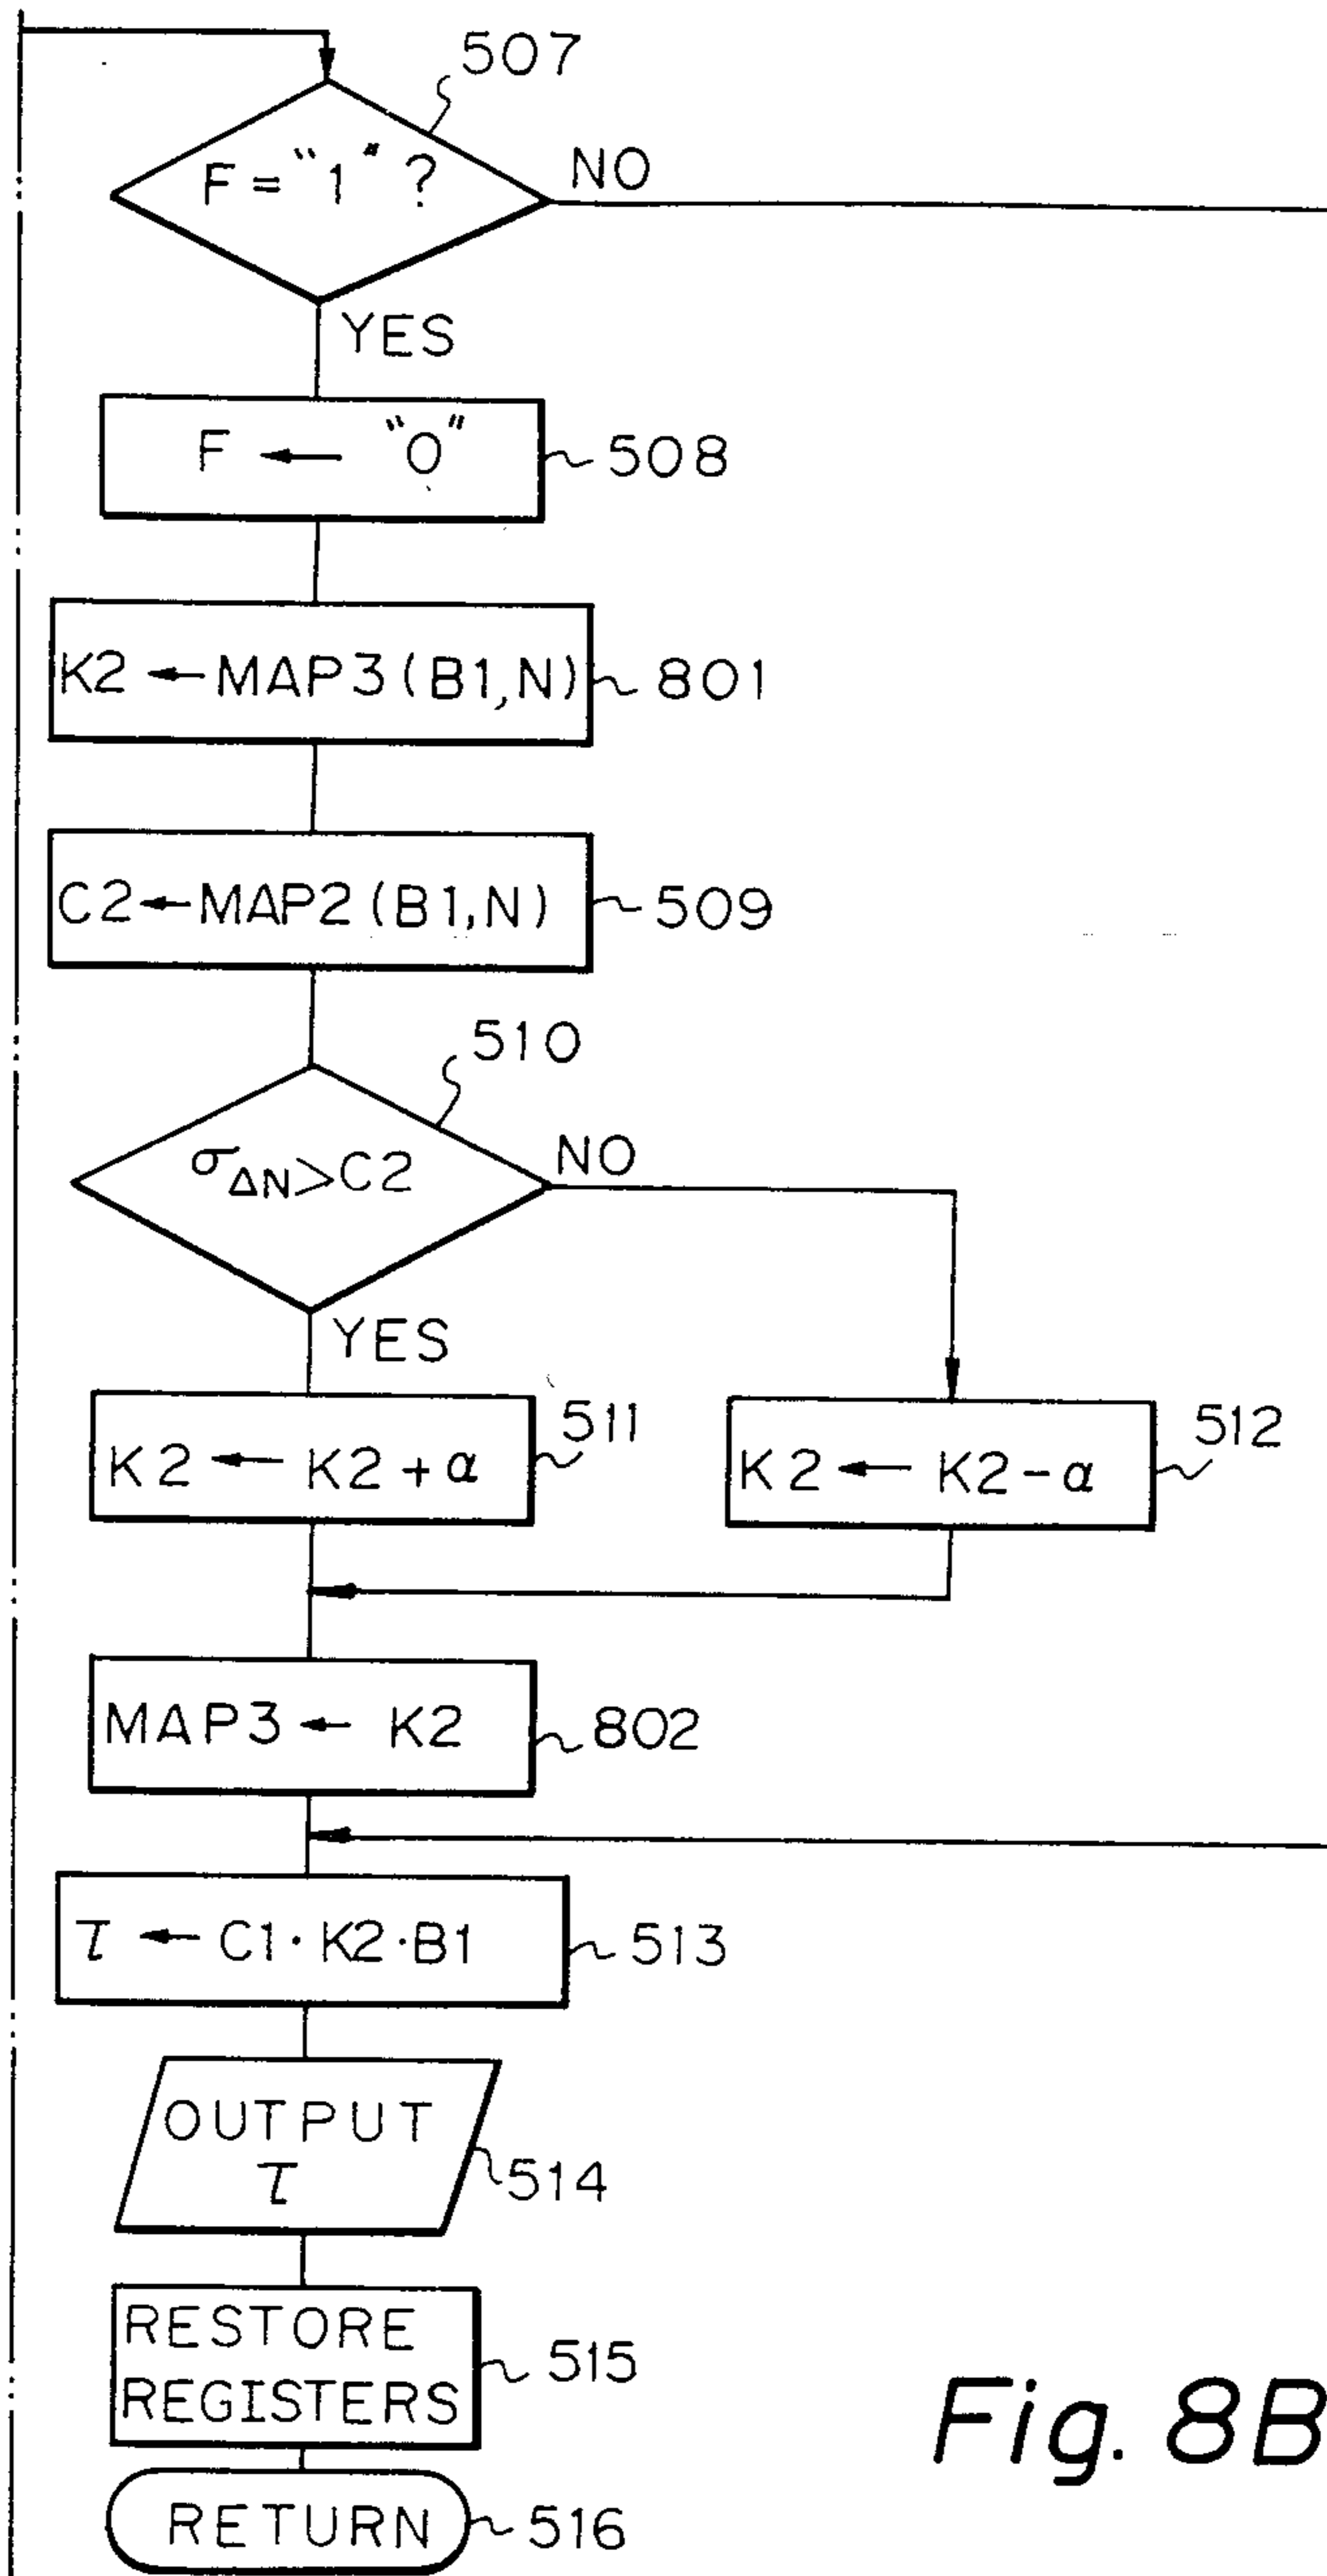 507
F = "1" ?
NO
YES
F ← "0"
508
K2 ← MAP3 (B1, N)
801
C2 ← MAP2 (B1, N)
509
510
σΔN > C2
NO
YES
K2 ← K2 + α
511
K2 ← K2 - α
512
MAP3 ← K2
802
τ ← C1 · K2 · B1
513
OUTPUT
τ
514
RESTORE
REGISTERS
515
RETURN
516
Fig. 8B